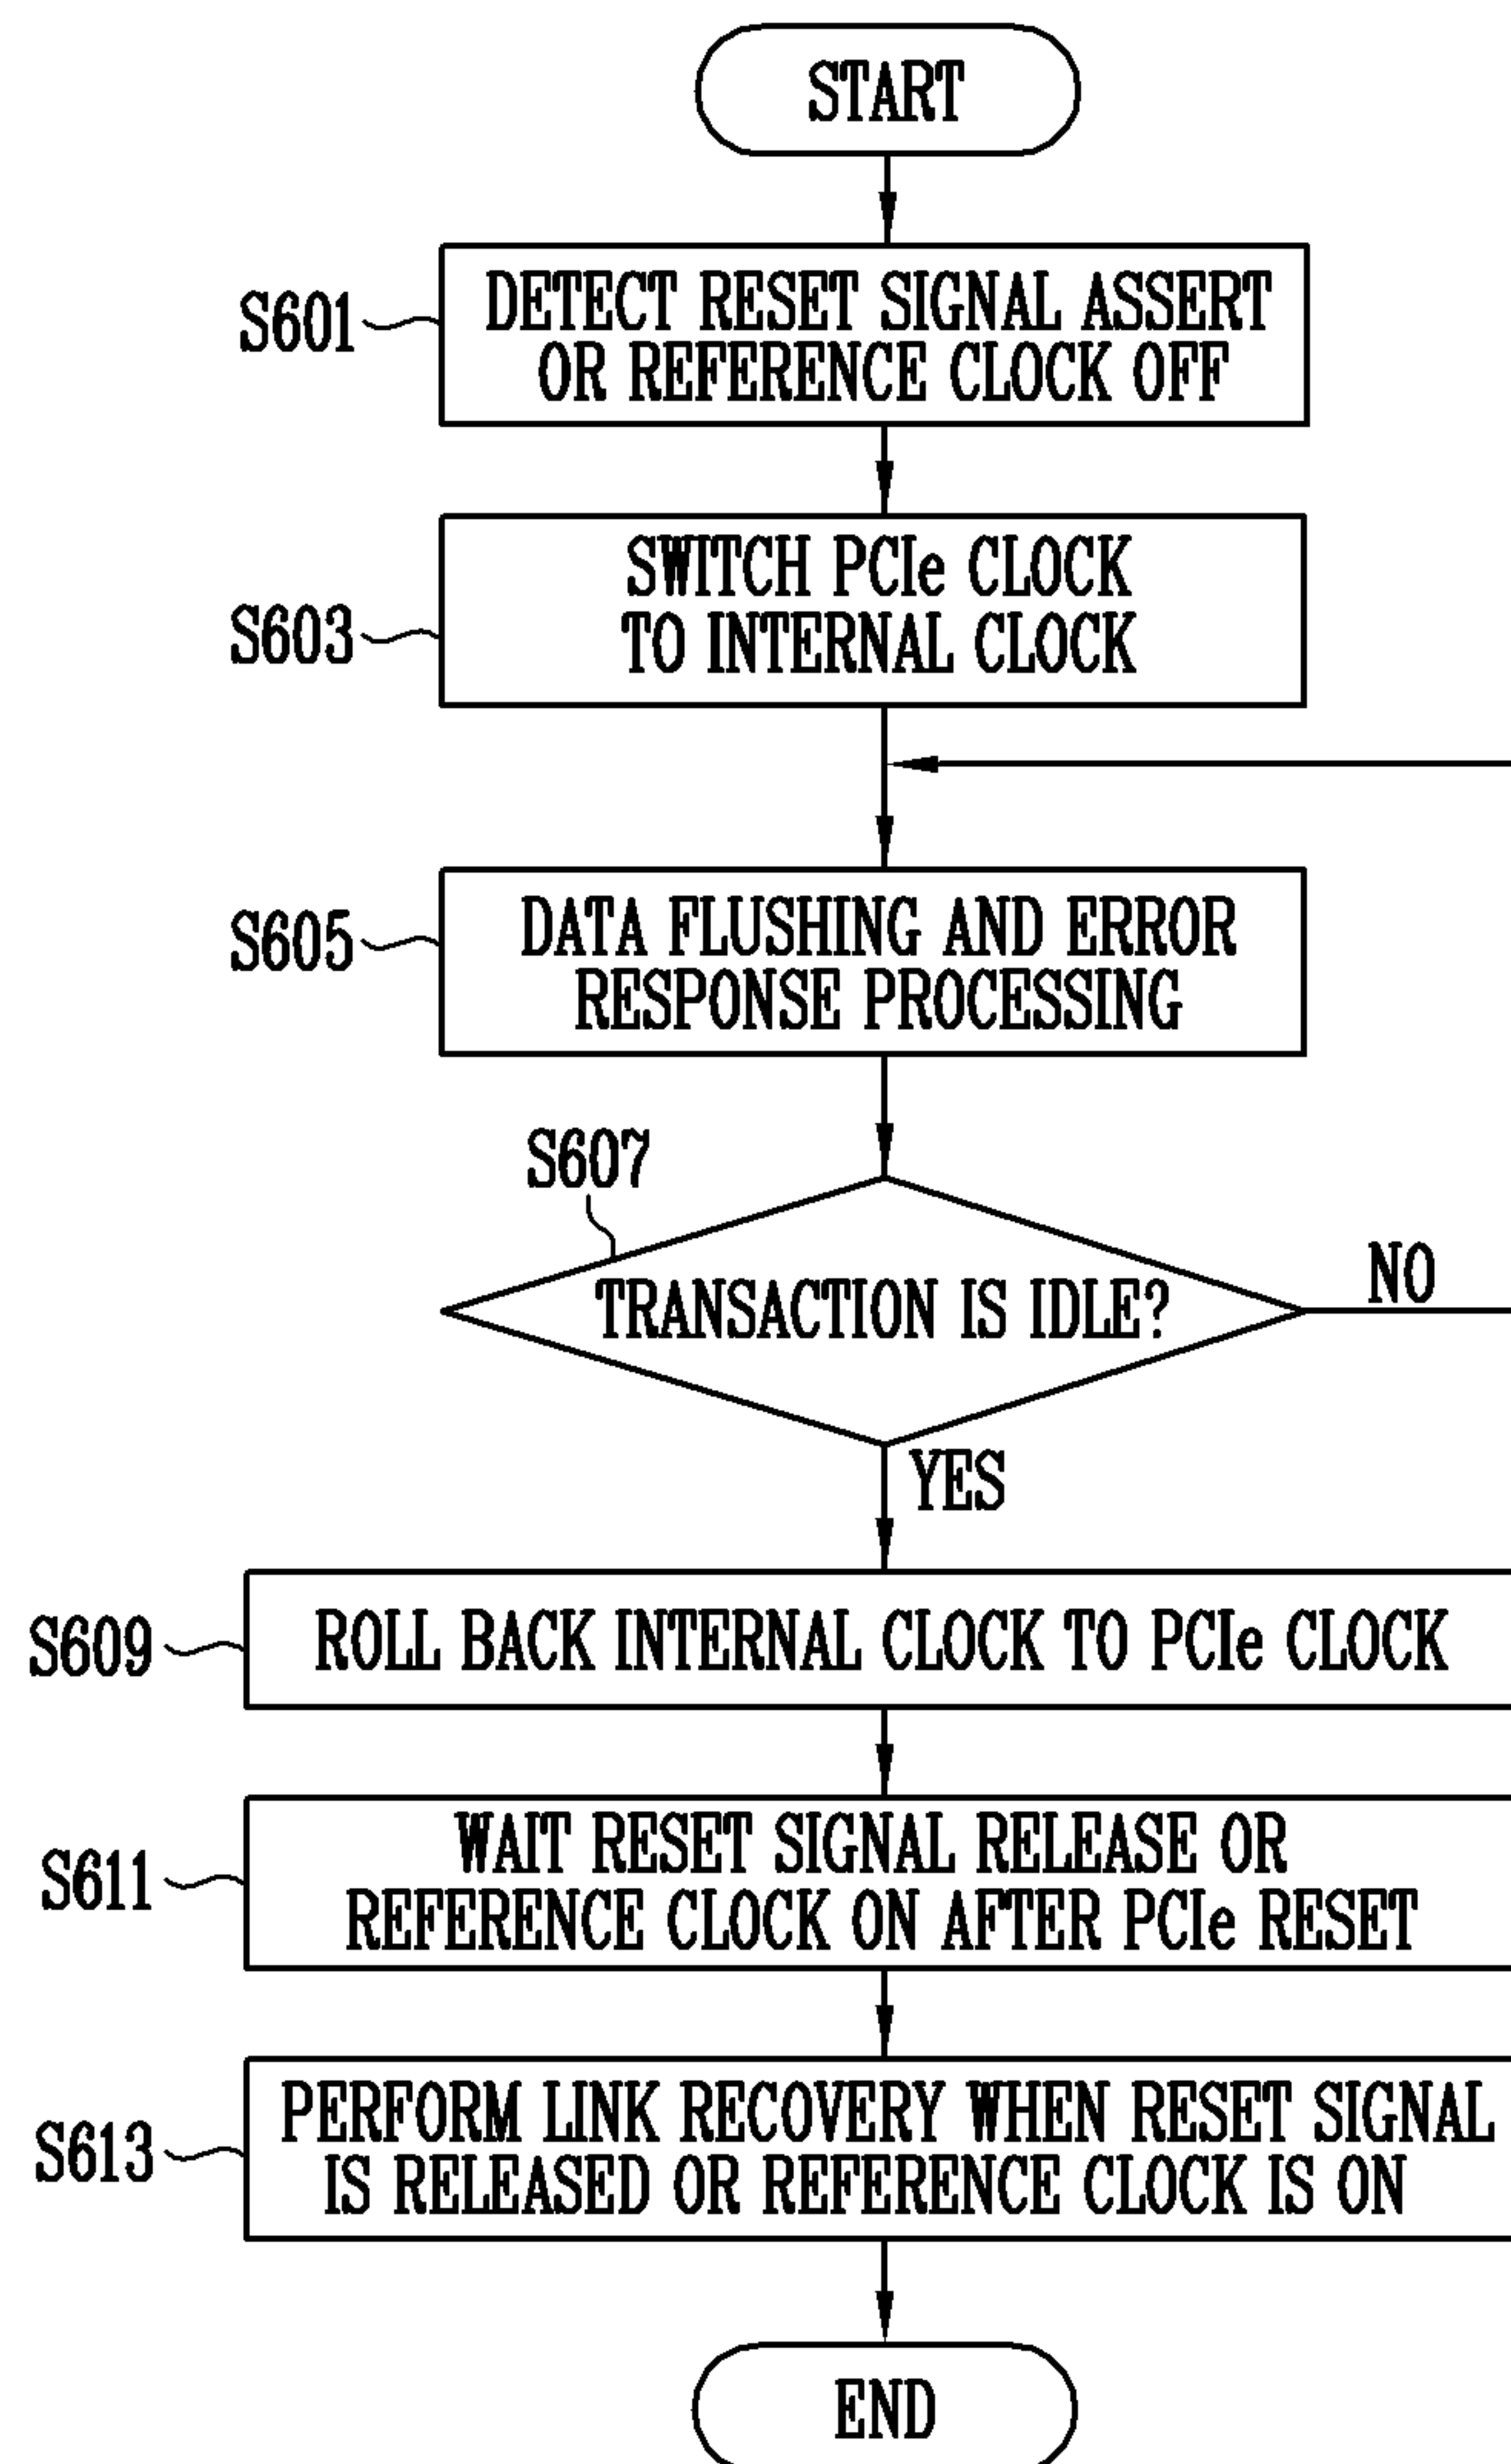 START
S601
DETECT RESET SIGNAL ASSERT
OR REFERENCE CLOCK OFF
S603
SWITCH PCIe CLOCK
TO INTERNAL CLOCK
S605
DATA FLUSHING AND ERROR
RESPONSE PROCESSING
S607
TRANSACTION IS IDLE?
NO
YES
S609
ROLL BACK INTERNAL CLOCK TO PCIe CLOCK
S611
WAIT RESET SIGNAL RELEASE OR
REFERENCE CLOCK ON AFTER PCIe RESET
S613
PERFORM LINK RECOVERY WHEN RESET SIGNAL
IS RELEASED OR REFERENCE CLOCK IS ON
END